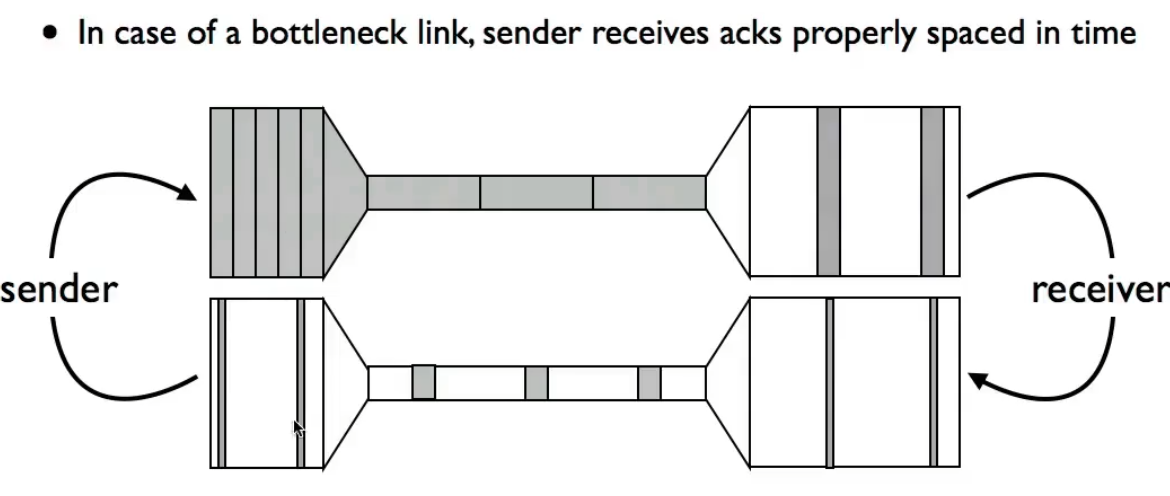 • In case of a bottleneck link, sender receives acks properly spaced in time
sender
receiver